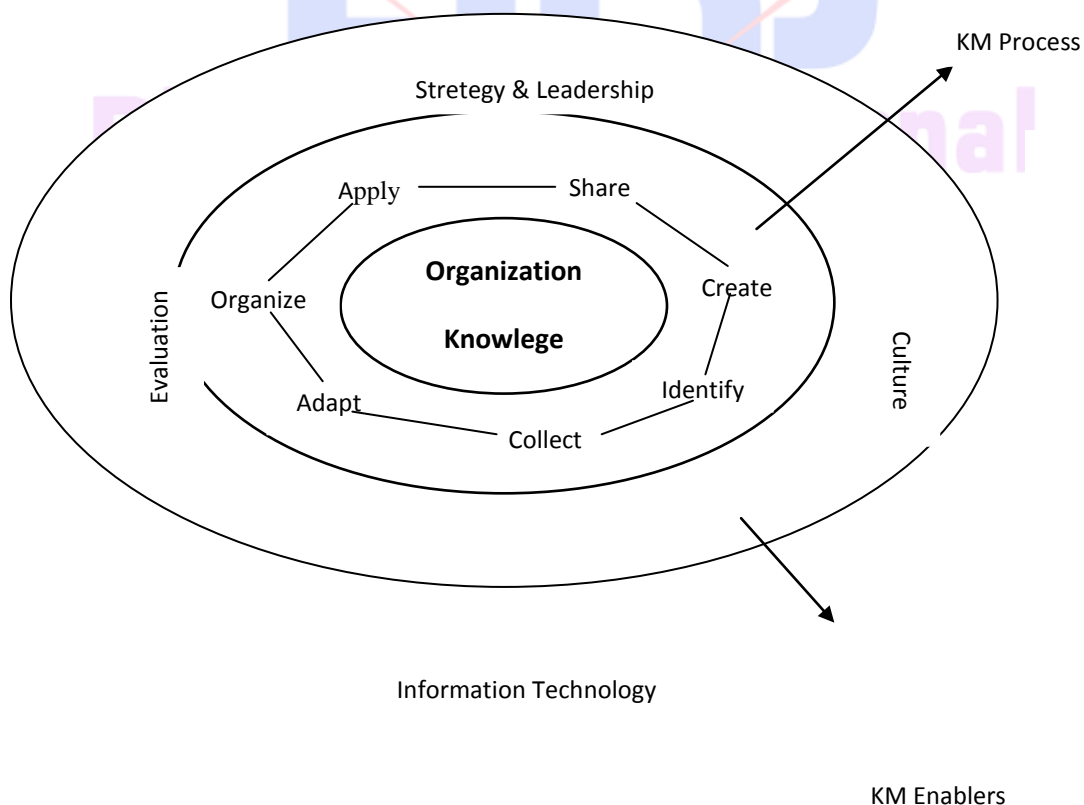 KM Process
Stretegy & Leadership
Apply
Share
Organization
Knowlege
Organize
Create
Evaluation
Culture
Identify
Adapt
Collect
Information Technology
KM Enablers